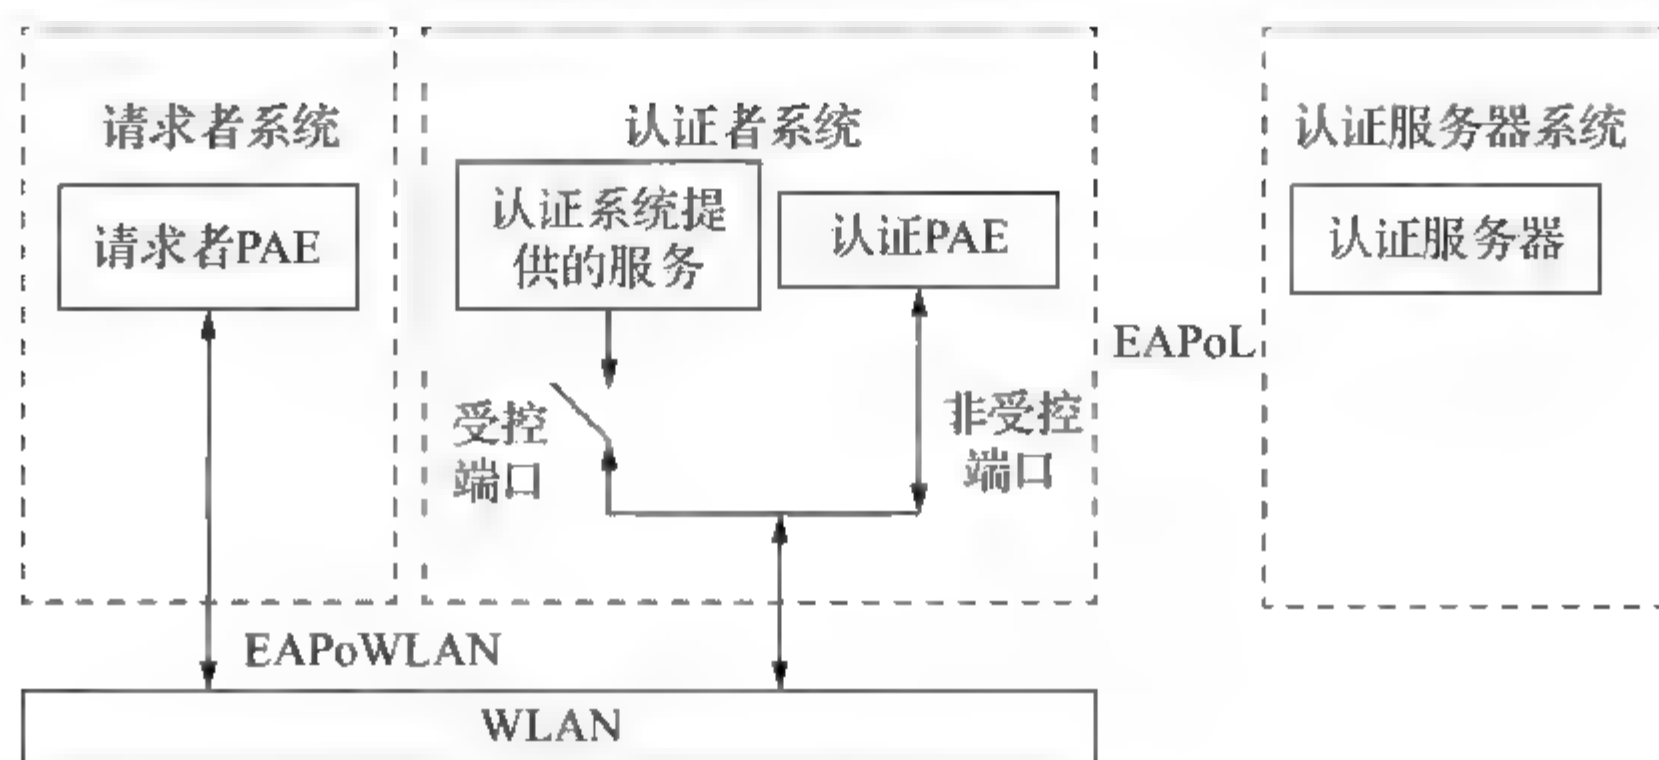 请求者系统
认证者系统
认证服务器系统
请求者PAE
认证系统提
供的服务
认证PAE
认证服务器
EAPoL
受控
端口
非受控
端口
EAPoWLAN
WLAN